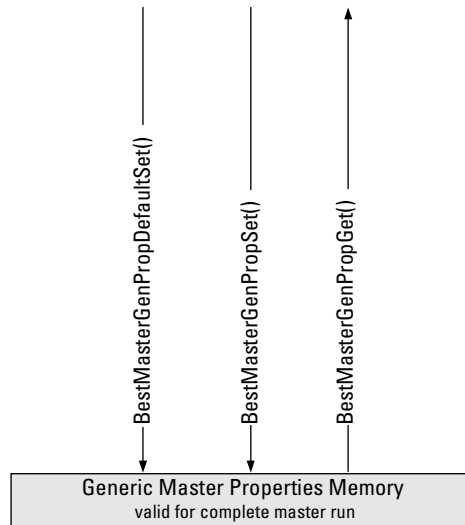 BestMasterGenPropDefaultSet()
BestMasterGenPropSet()
BestMasterGenPropGet()
Generic Master Properties Memory
valid for complete master run